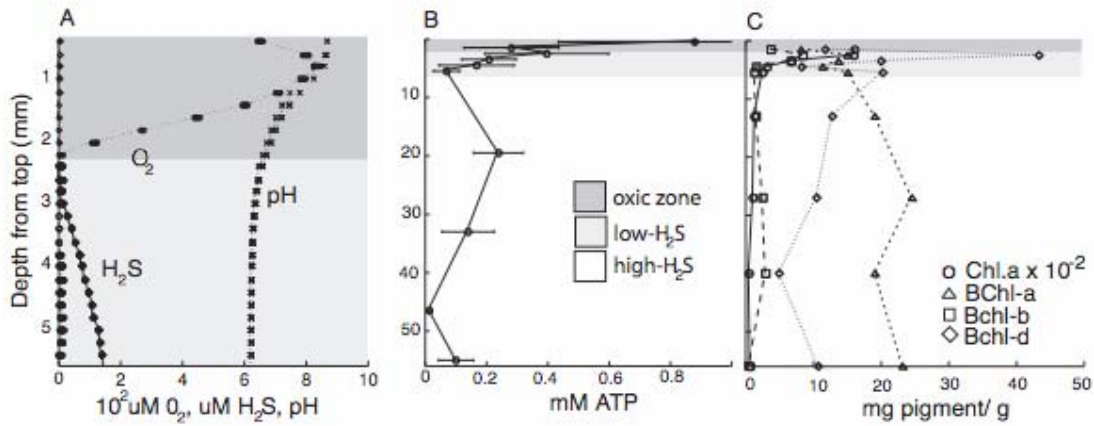 A
B
C
Depth from top (mm)
1
2
3
4
5
O₂
pH
H₂S
0
2
4
6
8
10
10²uM 0₂, uM H₂S, pH
10
20
30
40
50
oxic zone
low-H₂S
high-H₂S
0
0.2
0.4
0.6
0.8
1.0
mM ATP
Chl.a x 10⁻²
BChl-a
Bchl-b
Bchl-d
0
10
20
30
40
50
mg pigment/ g